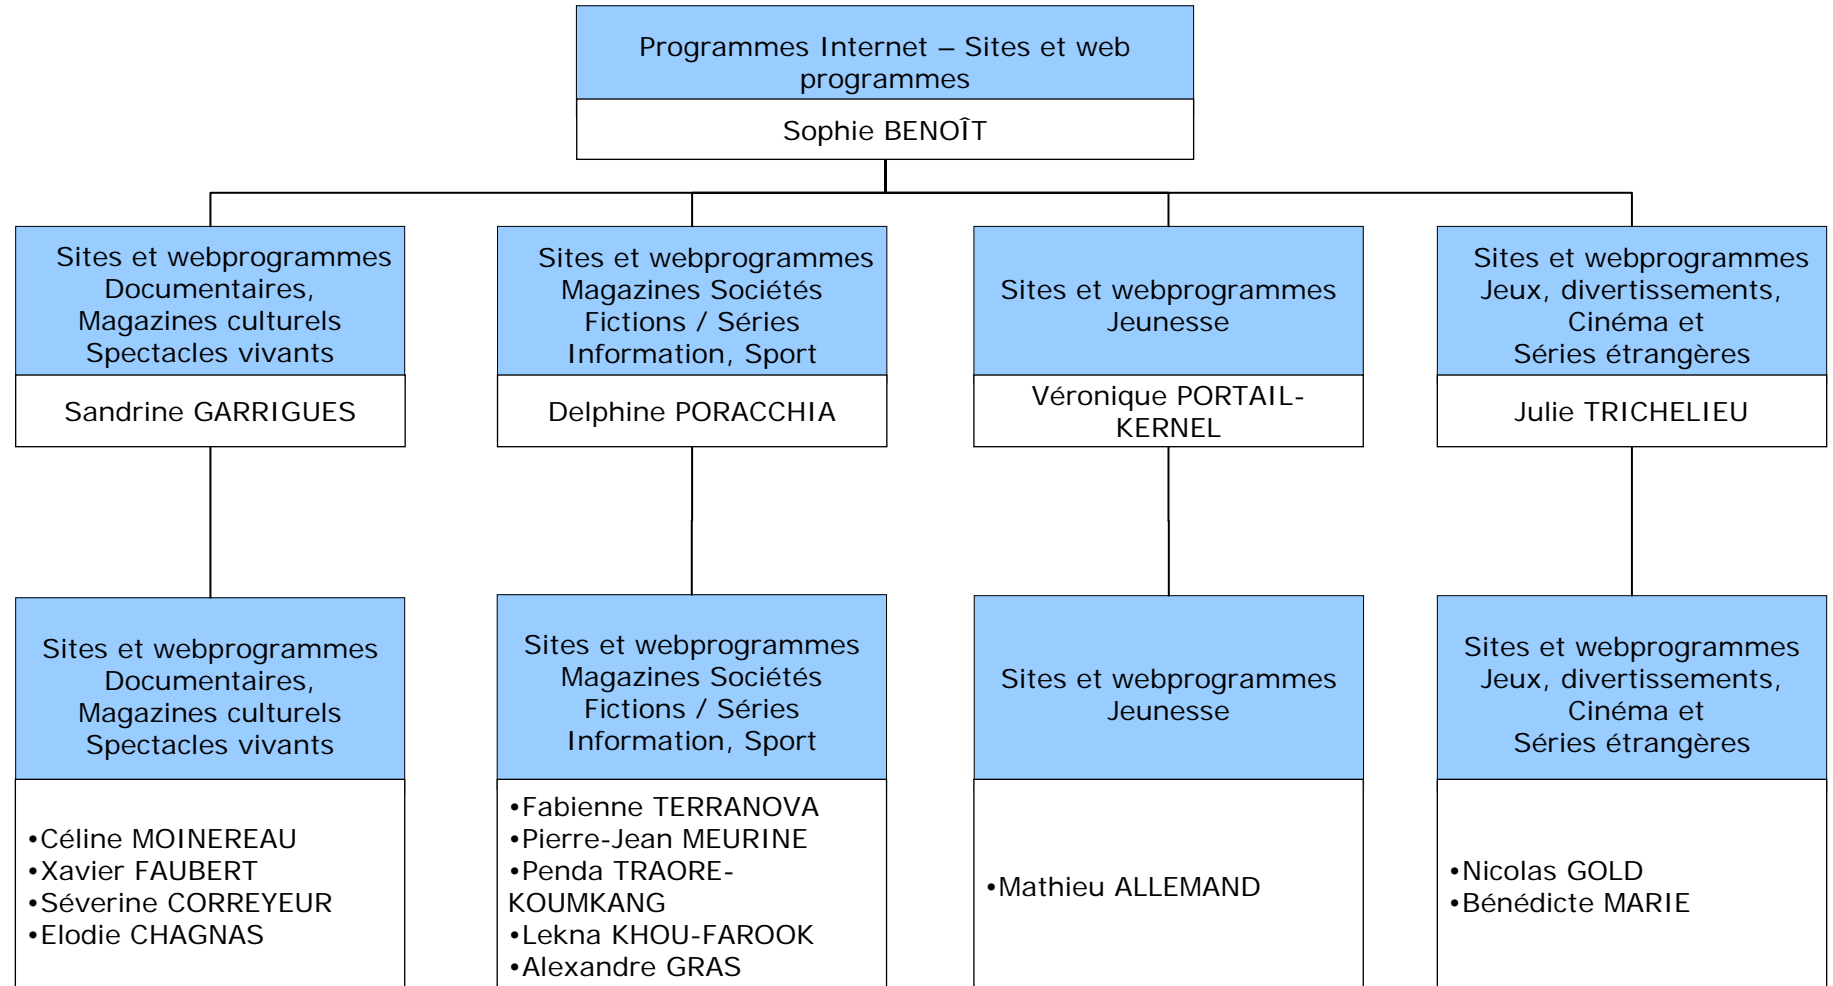 Programmes Internet – Sites et web
programmes
Sophie BENOÎT
Sites et webprogrammes
Documentaires,
Magazines culturels
Spectacles vivants
Sandrine GARRIGUES
Sites et webprogrammes
Magazines Sociétés
Fictions / Séries
Information, Sport
Delphine PORACCHIA
Sites et webprogrammes
Jeunesse
Véronique PORTAIL-
KERNEL
Sites et webprogrammes
Jeux, divertissements,
Cinéma et
Séries étrangères
Julie TRICHELIEU
Sites et webprogrammes
Documentaires,
Magazines culturels
Spectacles vivants
•Céline MOINEREAU
•Xavier FAUBERT
•Séverine CORREYEUR
•Elodie CHAGNAS
Sites et webprogrammes
Magazines Sociétés
Fictions / Séries
Information, Sport
•Fabienne TERRANOVA
•Pierre-Jean MEURINE
•Penda TRAORE-
KOUMKANG
•Lekna KHOU-FAROOK
•Alexandre GRAS
Sites et webprogrammes
Jeunesse
•Mathieu ALLEMAND
Sites et webprogrammes
Jeux, divertissements,
Cinéma et
Séries étrangères
•Nicolas GOLD
•Bénédicte MARIE